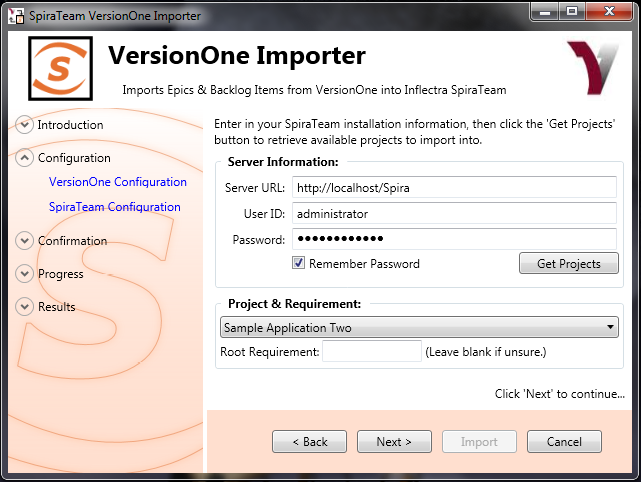 SpiraTeam VersionOne Importer
VersionOne Importer
Imports Epics & Backlog Items from VersionOne into Inflectra SpiraTeam
Introduction
Configuration
VersionOne Configuration
SpiraTeam Configuration
Confirmation
Progress
Results
Enter in your SpiraTeam installation information, then click the 'Get Projects'
button to retrieve available projects to import into.
Server Information:
Server URL: http://localhost/Spira
User ID: administrator
Password: ●●●●●●●●●●●●
Remember Password
Get Projects
Project & Requirement:
Sample Application Two
Root Requirement: (Leave blank if unsure.)
Click 'Next' to continue...
< Back Next > Import Cancel